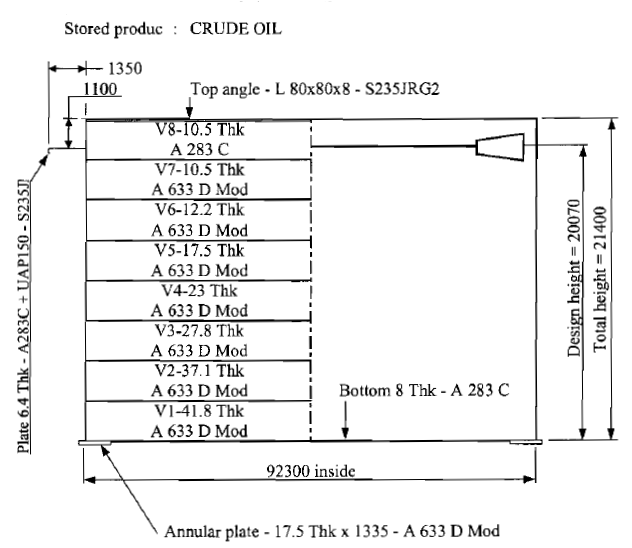 Stored produc : CRUDE OIL
1350
1100
Top angle - L 80x80x8 - S235JRG2
V8-10.5 Thk
A 283 C
V7-10.5 Thk
A 633 D Mod
V6-12.2 Thk
A 633 D Mod
V5-17.5 Thk
A 633 D Mod
V4-23 Thk
A 633 D Mod
V3-27.8 Thk
A 633 D Mod
V2-37.1 Thk
A 633 D Mod
V1-41.8 Thk
A 633 D Mod
Plate 6.4 Thk - A283C + UAP150 - S235J
Design height = 20070
Total height = 21400
Bottom 8 Thk - A 283 C
92300 inside
Annular plate - 17.5 Thk x 1335 - A 633 D Mod